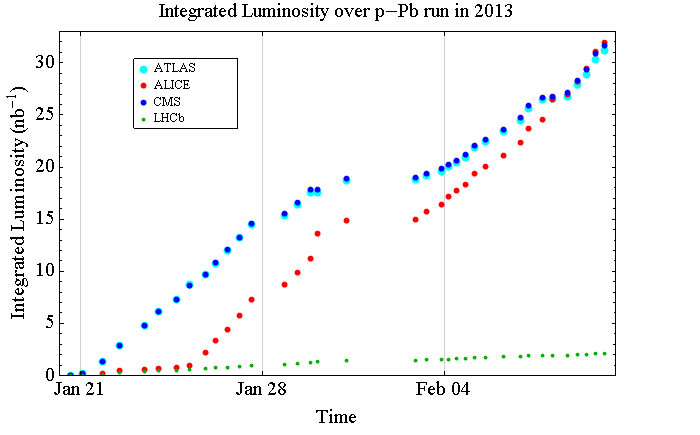 Integrated Luminosity over p−Pb run in 2013
Integrated Luminosity (nb⁻¹)
30
25
20
15
10
5
0
ATLAS
ALICE
CMS
LHCb
Jan 21
Jan 28
Feb 04
Time